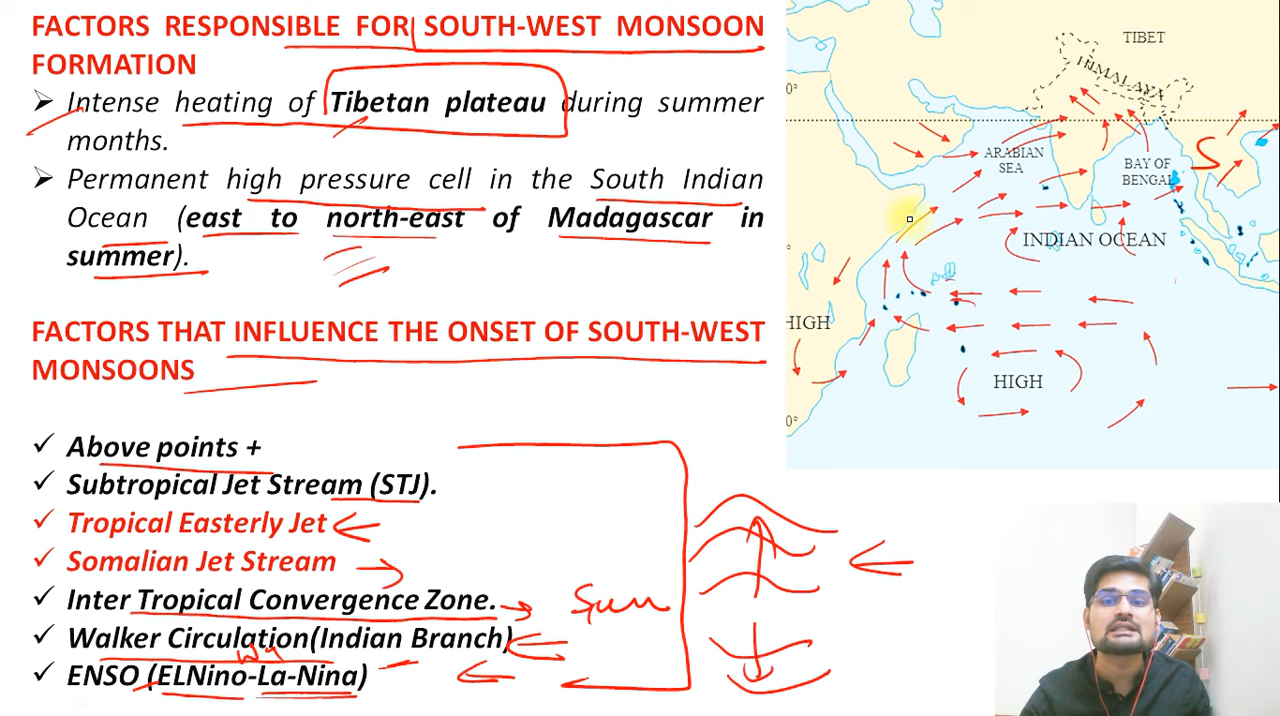 FACTORS RESPONSIBLE FOR SOUTH-WEST MONSOON
FORMATION
➤ Intense heating of Tibetan plateau during summer
months.
➤ Permanent high pressure cell in the South Indian
Ocean (east to north-east of Madagascar in
summer).
FACTORS THAT INFLUENCE THE ONSET OF SOUTH-WEST
MONSOONS
✓ Above points +
✓ Subtropical Jet Stream (STJ).
✓ Tropical Easterly Jet
✓ Somalian Jet Stream
✓ Inter Tropical Convergence Zone.
✓ Walker Circulation(Indian Branch)
✓ ENSO (ELNino-La-Nina)
Sun
TIBET
HIMALAYA
0°
ARABIAN
SEA
BAY OF
BENGAL
S
INDIAN OCEAN
HIGH
HIGH
0°